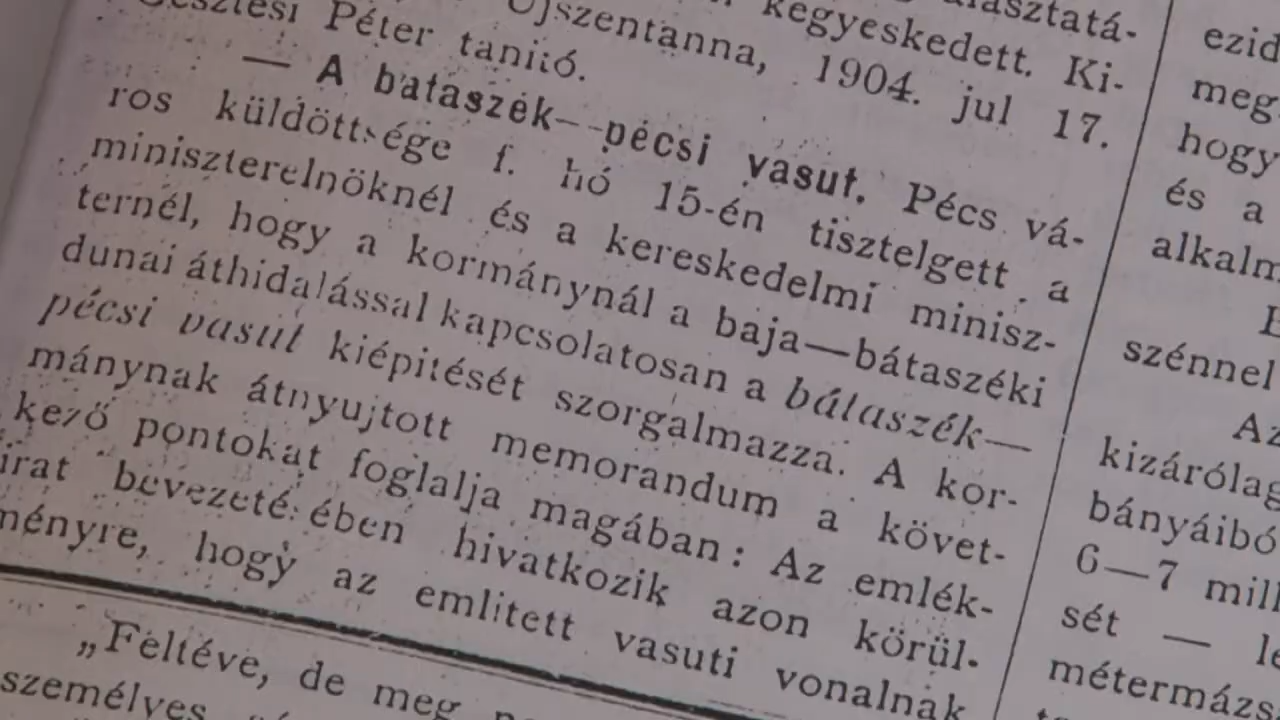 kegyeskedett. Ki-
Péter tanitó. Ujszentanna, 1904. jul 17.
— A bátaszék—pécsi vasut. Pécs vá-
ros küldöttsége f. hó 15-én tisztelgett a
miniszterelnöknél és a kereskedelmi minisz-
ternél, hogy a kormánynál a baja—bátaszéki
dunai áthidalással kapcsolatosan a bátaszék—
pécsi vasut kiépitését szorgalmazza. A kor-
mánynak átnyujtott memorandum a követ-
kező pontokat foglalja magában: Az emlék-
irat bevezetésében hivatkozik azon körül-
ményre, hogy az emlitett vasuti vonalnak
„Feltéve, de meg
személyes
ezid
meg
hogy
és a
alkalm
E
szénnel
Az
kizárólag
bányáibó
6—7 mill
sét — le
métermázs